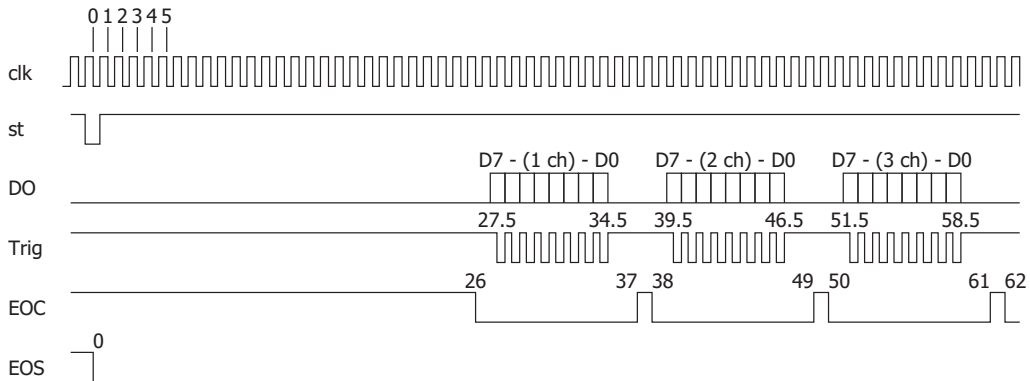 0 1 2 3 4 5
clk
st
D7 - (1 ch) - D0 D7 - (2 ch) - D0 D7 - (3 ch) - D0
DO
27.5 34.5 39.5 46.5 51.5 58.5
Trig
26 37 38 49 50 61 62
EOC
0
EOS